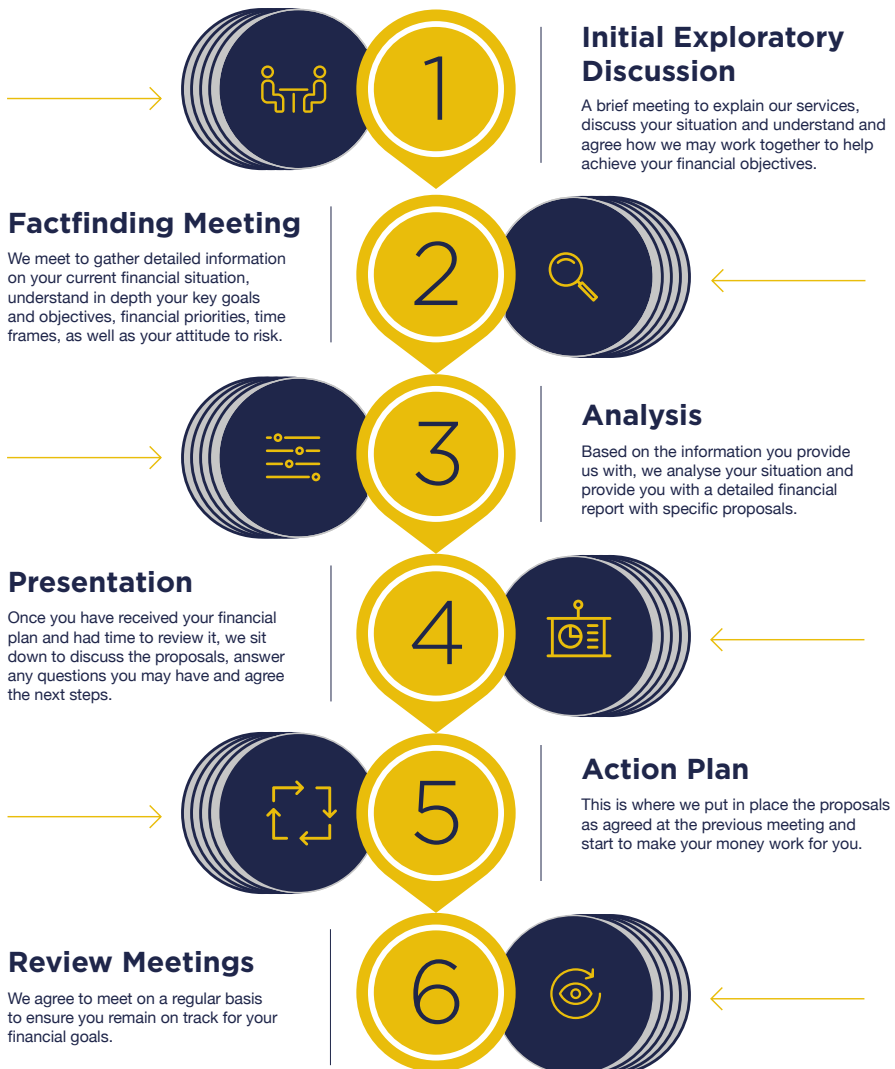 1
Initial Exploratory
Discussion
A brief meeting to explain our services,
discuss your situation and understand and
agree how we may work together to help
achieve your financial objectives.
Factfinding Meeting
We meet to gather detailed information
on your current financial situation,
understand in depth your key goals
and objectives, financial priorities, time
frames, as well as your attitude to risk.
2
3
Analysis
Based on the information you provide
us with, we analyse your situation and
provide you with a detailed financial
report with specific proposals.
Presentation
Once you have received your financial
plan and had time to review it, we sit
down to discuss the proposals, answer
any questions you may have and agree
the next steps.
4
5
Action Plan
This is where we put in place the proposals
as agreed at the previous meeting and
start to make your money work for you.
Review Meetings
We agree to meet on a regular basis
to ensure you remain on track for your
financial goals.
6